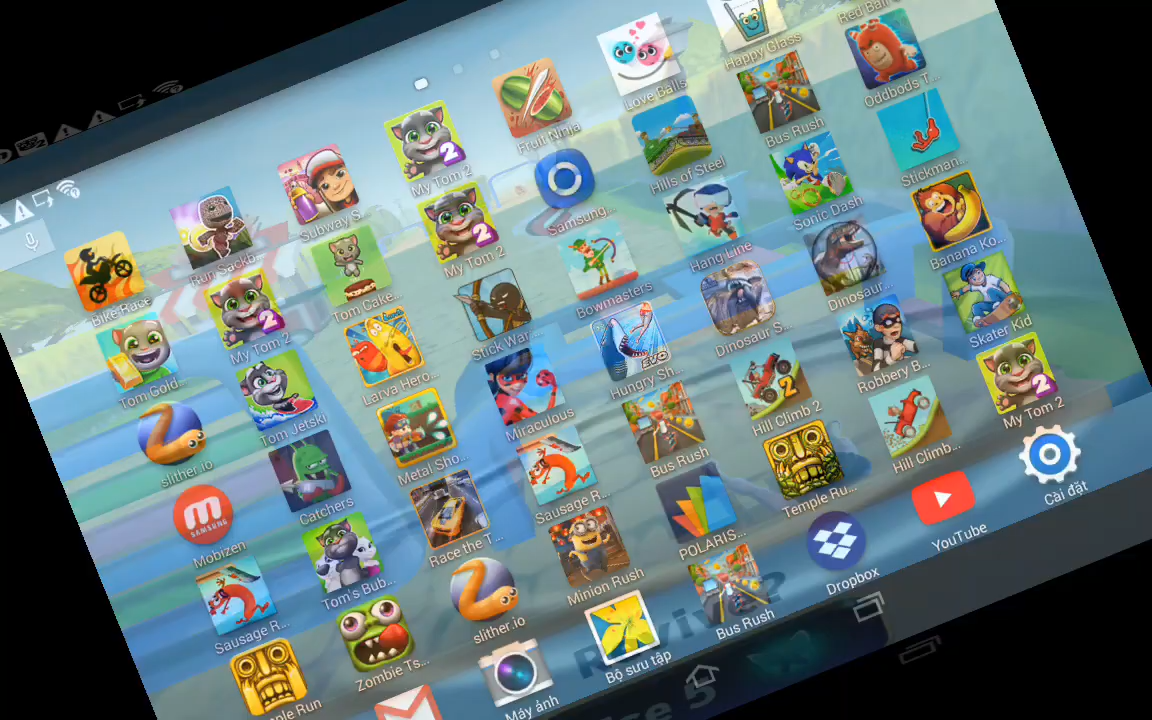 Bike Race
Run Sackb...
Subway S...
My Tom 2
Fruit Ninja
Love Balls
Happy Glass
Red Ball
Tom Gold...
My Tom 2
Tom Cake...
My Tom 2
Samsung...
Hills of Steel
Bus Rush
Oddbods T...
slither.io
Tom Jetski
Larva Hero...
Stick War...
Bowmasters
Hang Line
Sonic Dash
Stickman...
Mobizen
SAMSUNG
Catchers
Metal Sho...
Miraculous
Hungry Sh...
EVO
Dinosaur S...
Dinosaur...
Banana Ko...
Sausage R...
Tom's Bub...
Race the T...
Sausage R...
Bus Rush
Hill Climb 2
Robbery B...
Skater Kid
ple Run
Zombie Ts...
slither.io
Minion Rush
POLARIS...
Temple Ru...
Hill Climb...
My Tom 2
Máy ảnh
Bộ sưu tập
Bus Rush
Dropbox
YouTube
Cài đặt